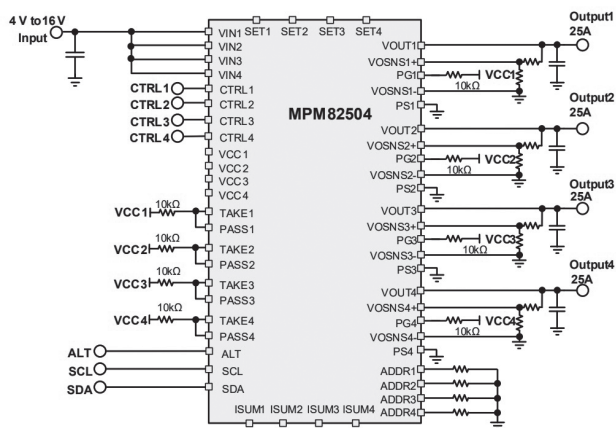 4 V to16 V
Input
SET1 SET2 SET3 SET4
MPM82504
VIN1
VIN2
VIN3
VIN4
CTRL1 CTRL1
CTRL2 CTRL2
CTRL3 CTRL3
CTRL4 CTRL4
VCC1
VCC2
VCC3
VCC4
VCC1 10kΩ TAKE1
PASS1
VCC2 10kΩ TAKE2
PASS2
VCC3 10kΩ TAKE3
PASS3
VCC4 10kΩ TAKE4
PASS4
ALT ALT
SCL SCL
SDA SDA
ISUM1 ISUM2 ISUM3 ISUM4
Output1
25A
VOUT1
VOSNS1+
PG1 VCC1
10kΩ
VOSNS1-
PS1
Output2
25A
VOUT2
VOSNS2+
PG2 VCC2
10kΩ
VOSNS2-
PS2
Output3
25A
VOUT3
VOSNS3+
PG3 VCC3
10kΩ
VOSNS3-
PS3
Output4
25A
VOUT4
VOSNS4+
PG4 VCC4
10kΩ
VOSNS4-
PS4
ADDR1
ADDR2
ADDR3
ADDR4